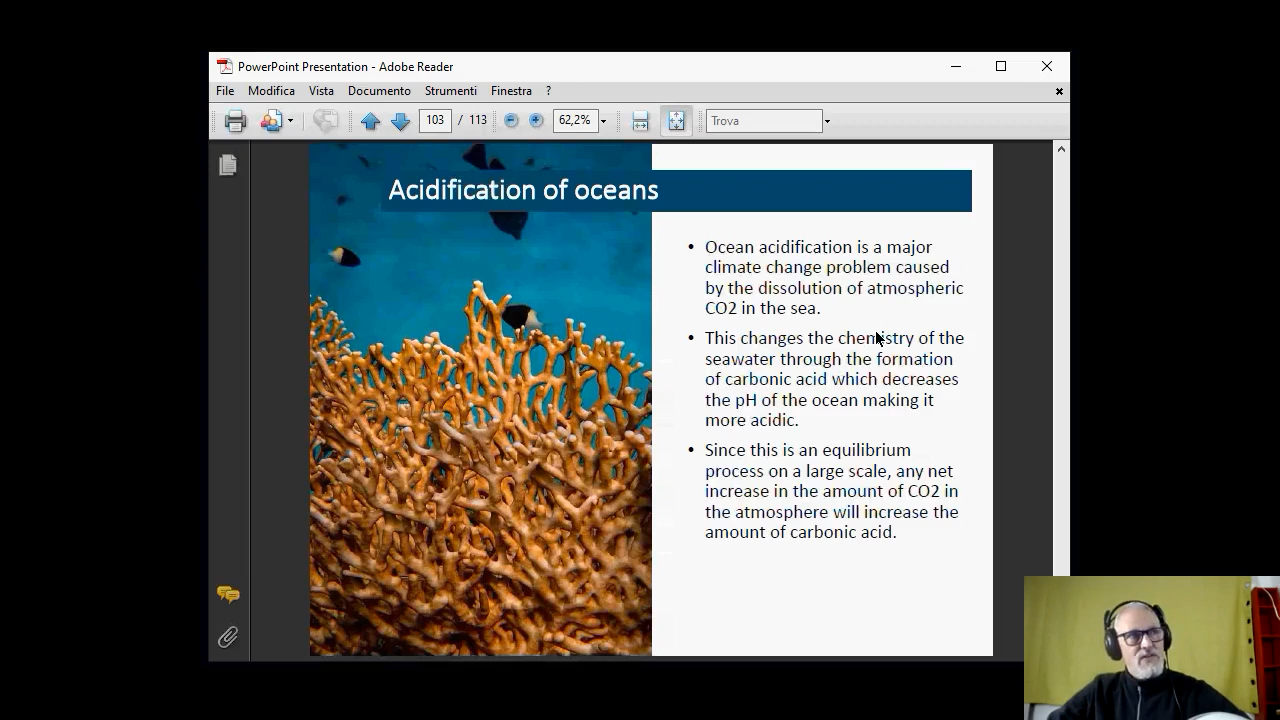 PowerPoint Presentation - Adobe Reader
File Modifica Vista Documento Strumenti Finestra ?
103 / 113 62,2% Trova
Acidification of oceans
• Ocean acidification is a major
climate change problem caused
by the dissolution of atmospheric
CO2 in the sea.
• This changes the chemistry of the
seawater through the formation
of carbonic acid which decreases
the pH of the ocean making it
more acidic.
• Since this is an equilibrium
process on a large scale, any net
increase in the amount of CO2 in
the atmosphere will increase the
amount of carbonic acid.